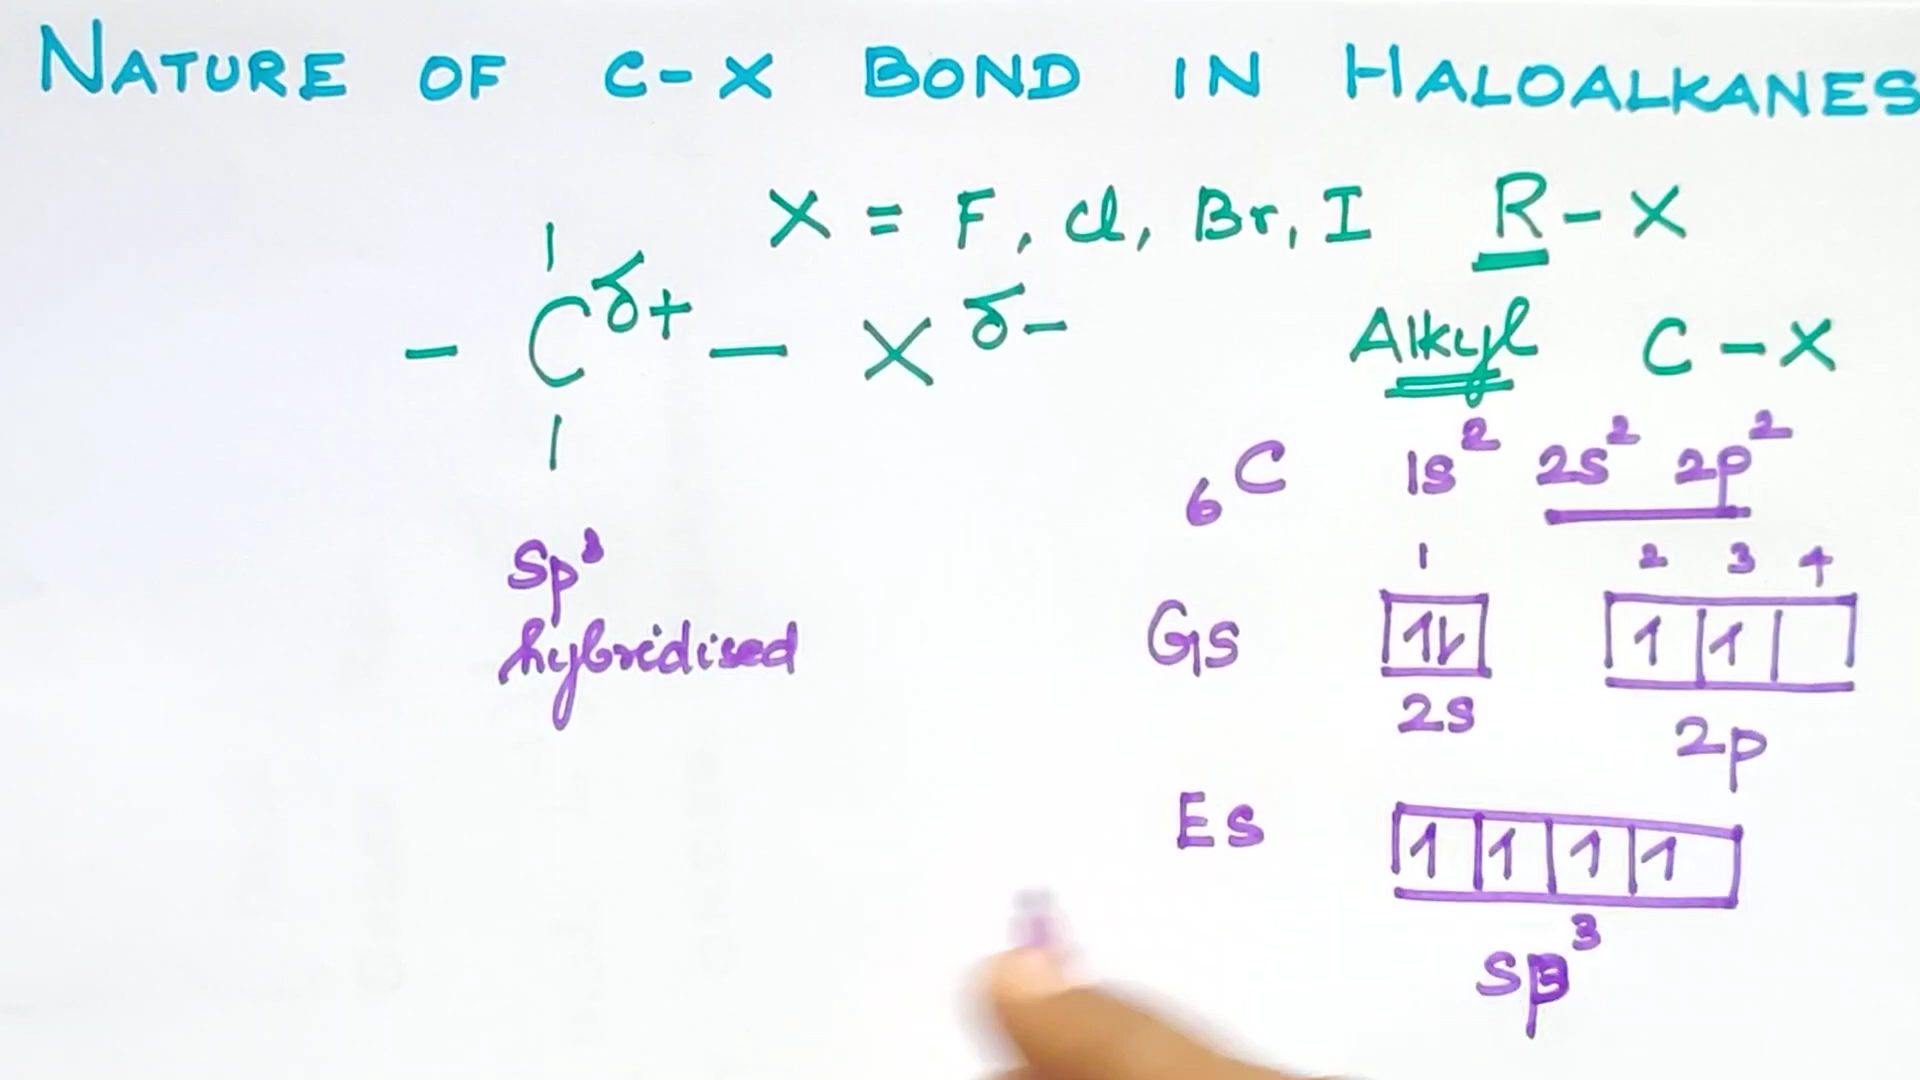 NATURE OF C-X BOND IN HALOALKANES
X = F, Cl, Br, I R - X
- C δ+ - X δ-
Alkyl C - X
₆C 1s² 2s² 2p²
sp³
hybridised
1 2 3 4
Gs 1⇂ 1 1
2s 2p
Es 1 1 1 1
sp³